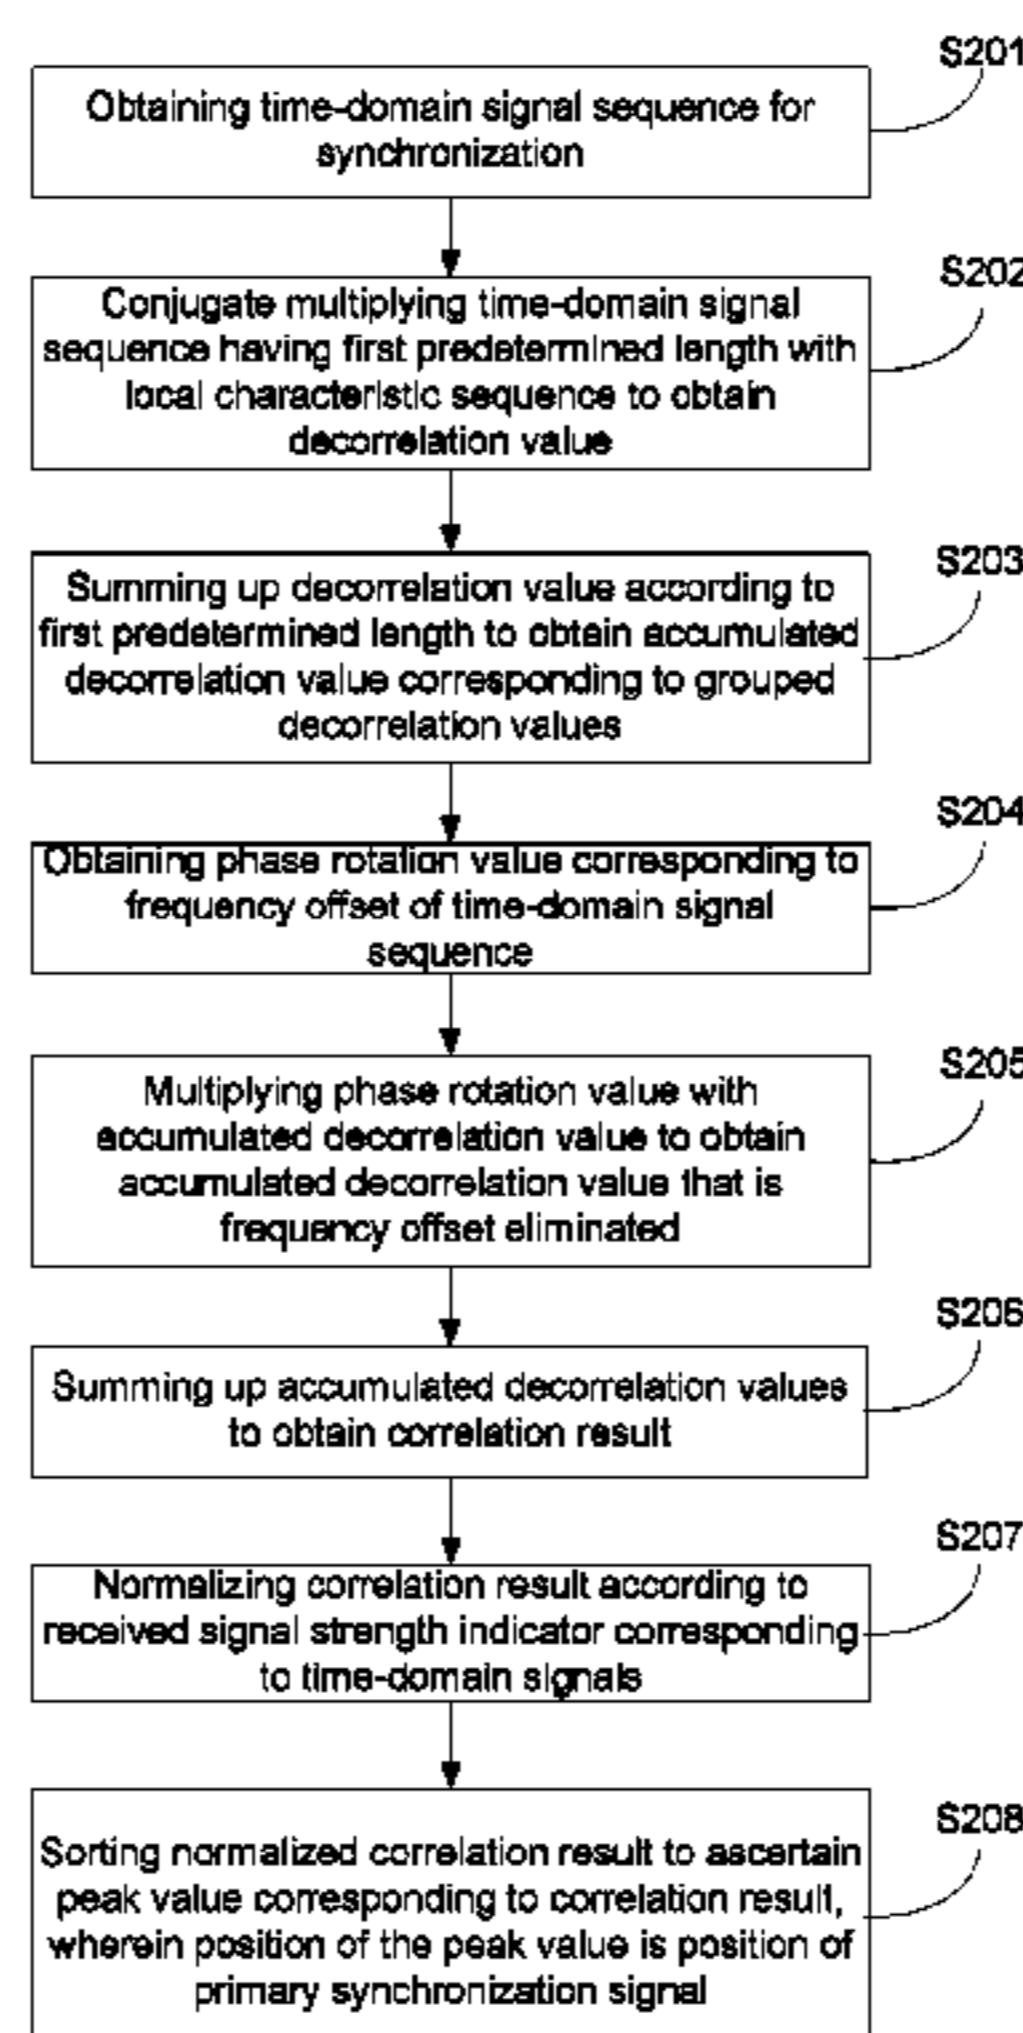 S201
Obtaining time-domain signal sequence for
synchronization
S202
Conjugate multiplying time-domain signal
sequence having first predetermined length with
local characteristic sequence to obtain
decorrelation value
S203
Summing up decorrelation value according to
first predetermined length to obtain accumulated
decorrelation value corresponding to grouped
decorrelation values
S204
Obtaining phase rotation value corresponding to
frequency offset of time-domain signal
sequence
S205
Multiplying phase rotation value with
accumulated decorrelation value to obtain
accumulated decorrelation value that is
frequency offset eliminated
S206
Summing up accumulated decorrelation values
to obtain correlation result
S207
Normalizing correlation result according to
received signal strength indicator corresponding
to time-domain signals
S208
Sorting normalized correlation result to ascertain
peak value corresponding to correlation result,
wherein position of the peak value is position of
primary synchronization signal